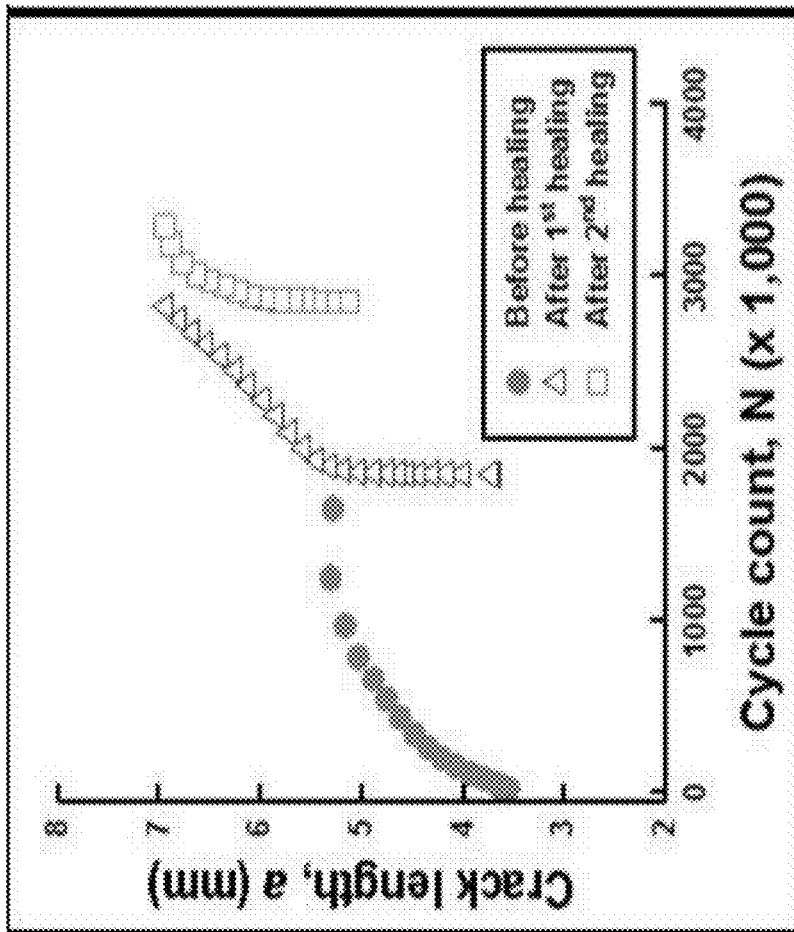 Crack length, a (mm)
8
7
6
5
4
3
2
0
1000
2000
3000
4000
Cycle count, N (x 1,000)
Before healing
After 1st healing
After 2nd healing